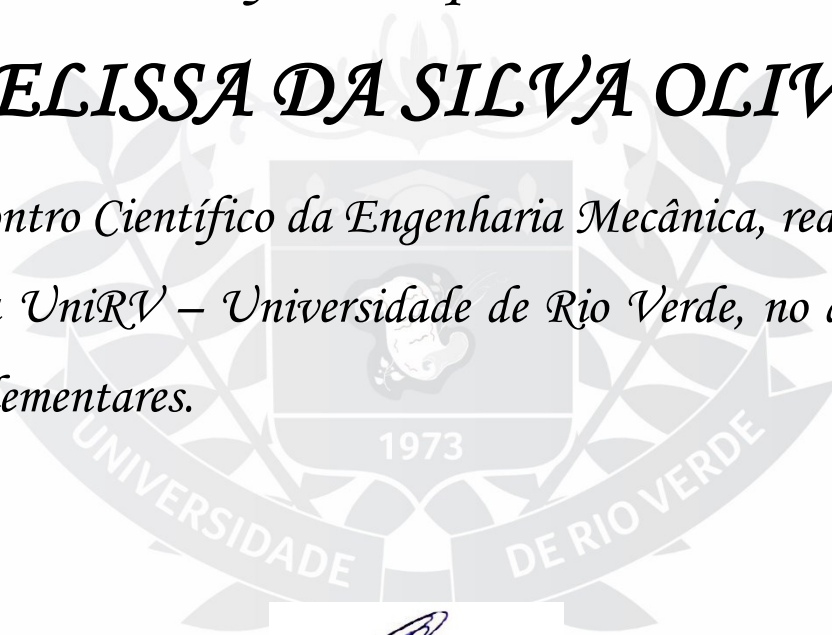 ELISSA DA SILVA OLIV
ontro Científico da Engenharia Mecânica, rea
UniRV – Universidade de Rio Verde, no
lementares.
1973
UNIVERSIDADE DE RIO VERDE